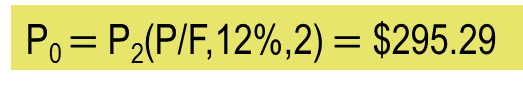 P₀ = P₂(P/F,12%,2) = $295.29